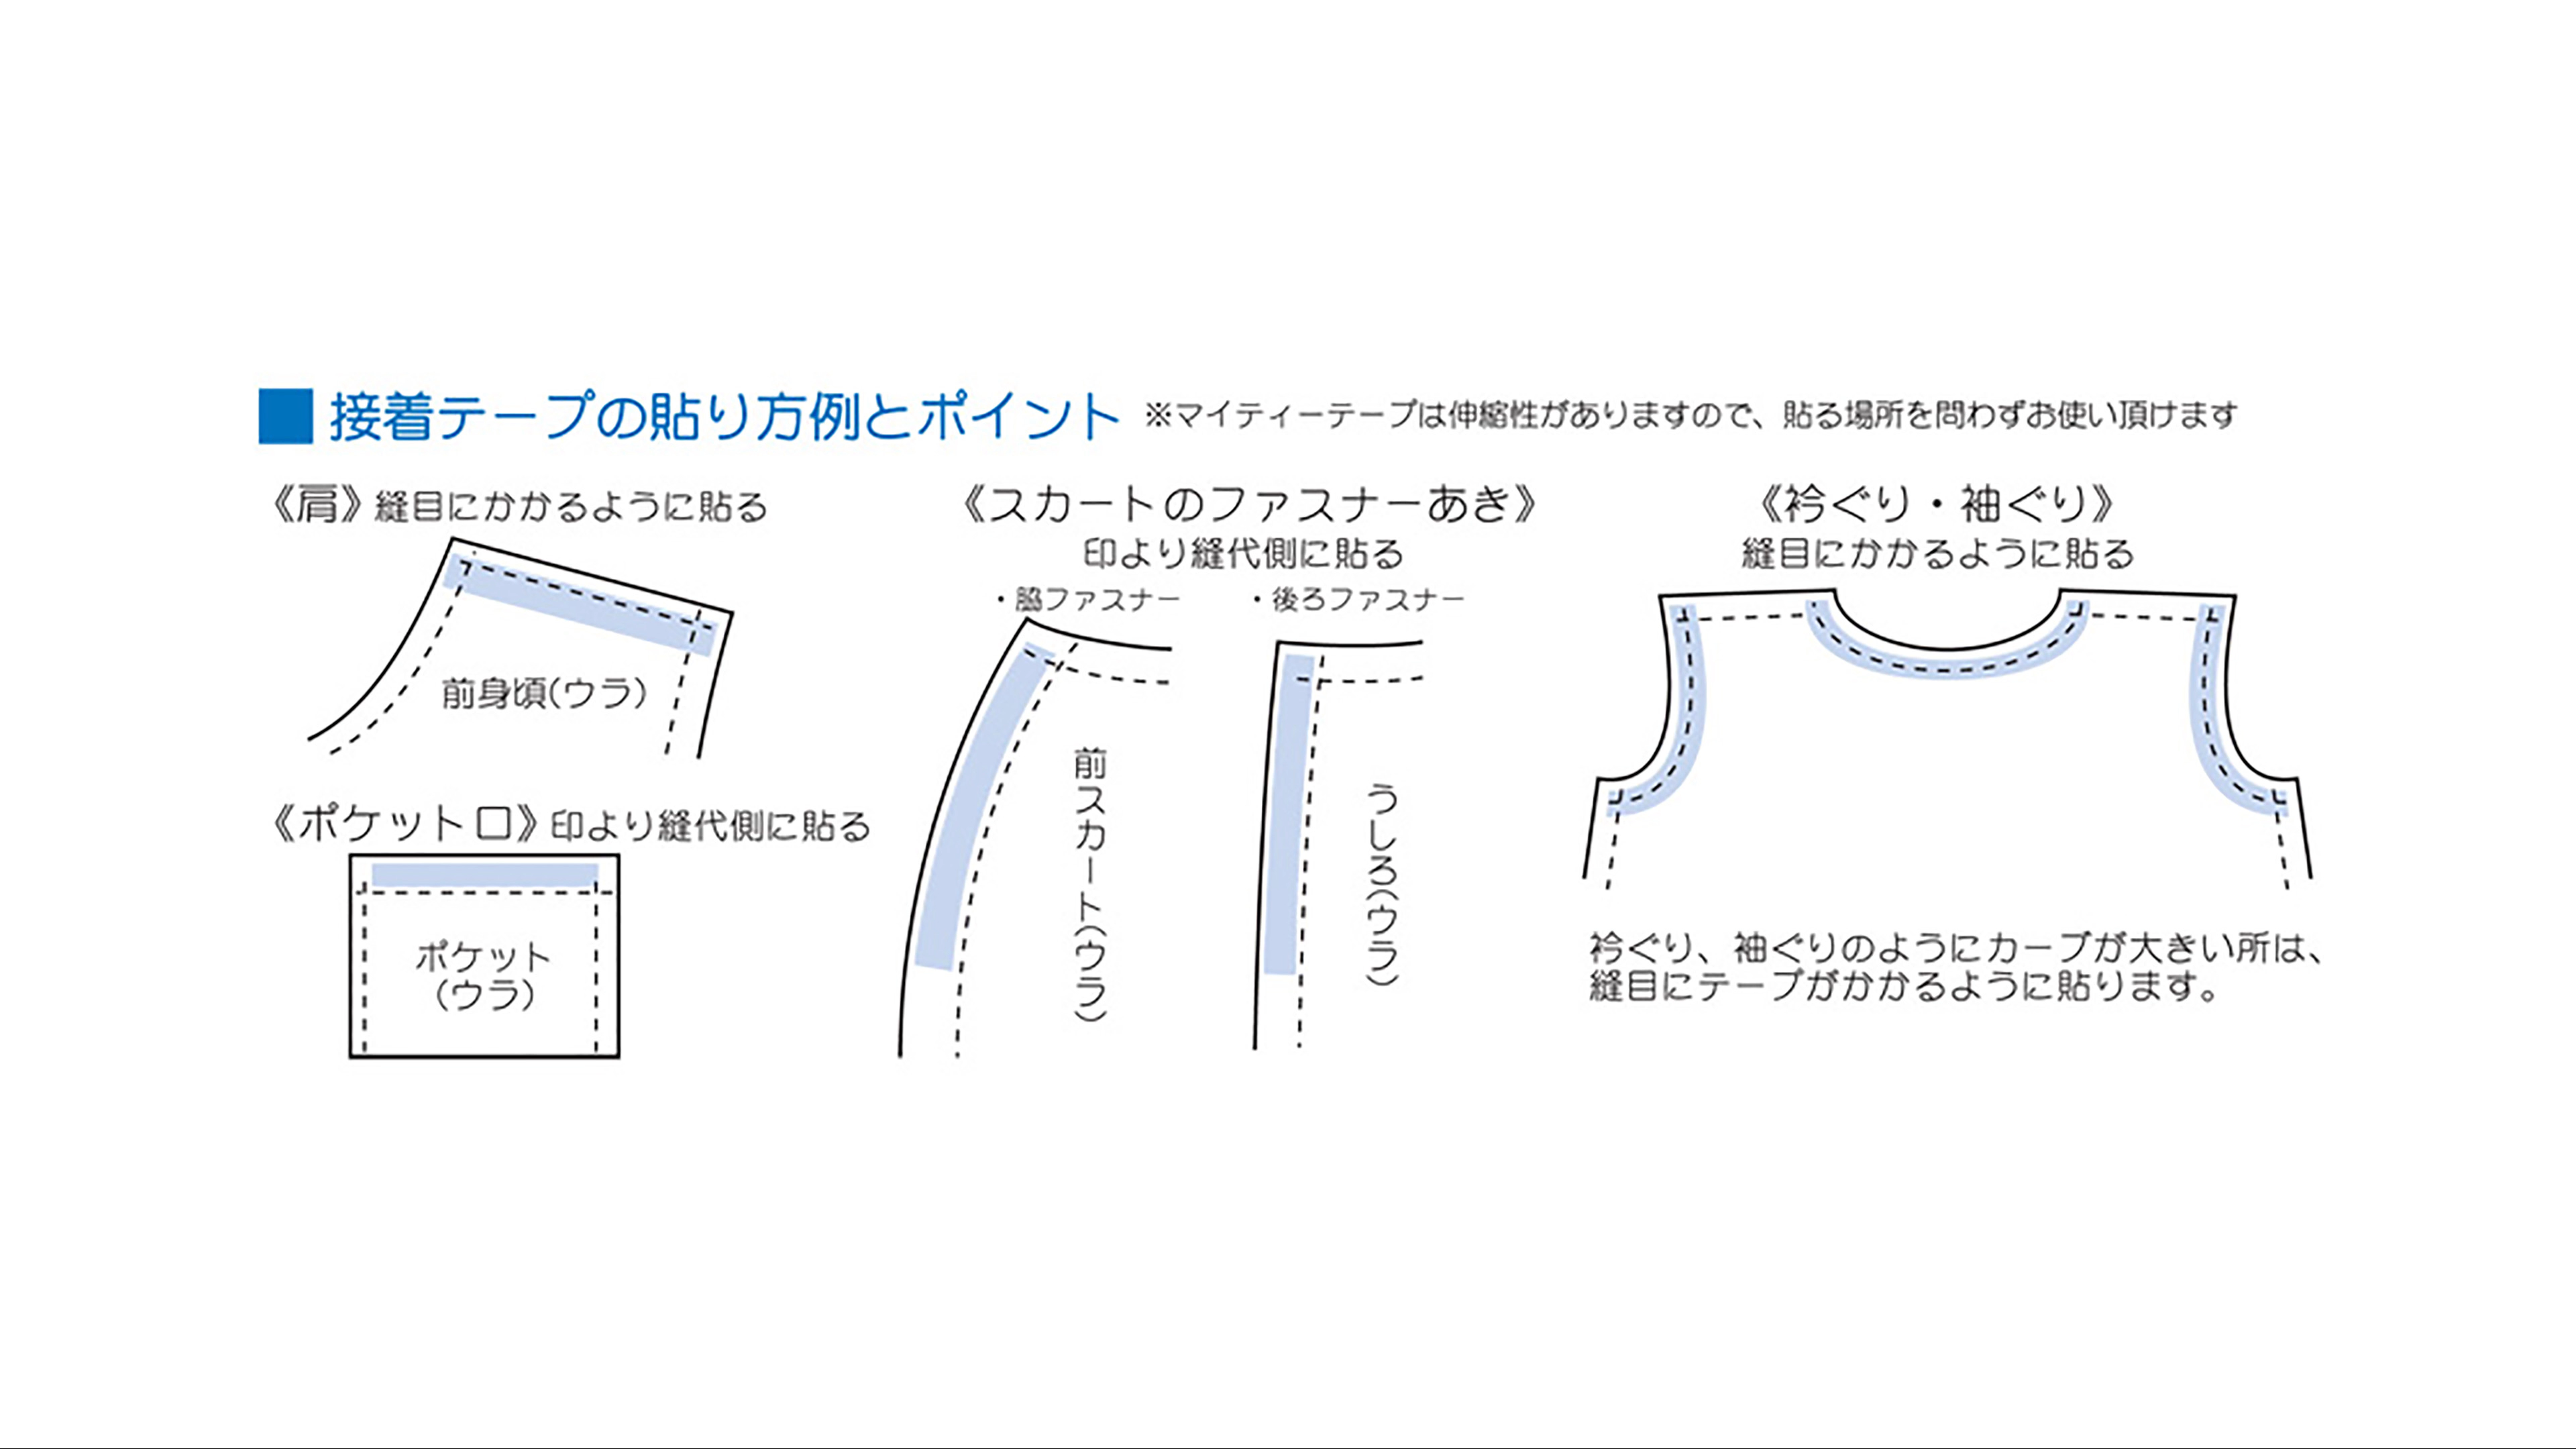 接着テープの貼り方例とポイント ※マイティーテープは伸縮性がありますので、貼る場所を問わずお使い頂けます
《肩》縫目にかかるように貼る
前身頃(ウラ)
《ポケット口》印より縫代側に貼る
ポケット
(ウラ)
《スカートのファスナーあき》
印より縫代側に貼る
・脇ファスナー
・後ろファスナー
前スカート(ウラ)
うしろ(ウラ)
《衿ぐり・袖ぐり》
縫目にかかるように貼る
衿ぐり、袖ぐりのようにカーブが大きい所は、
縫目にテープがかかるように貼ります。